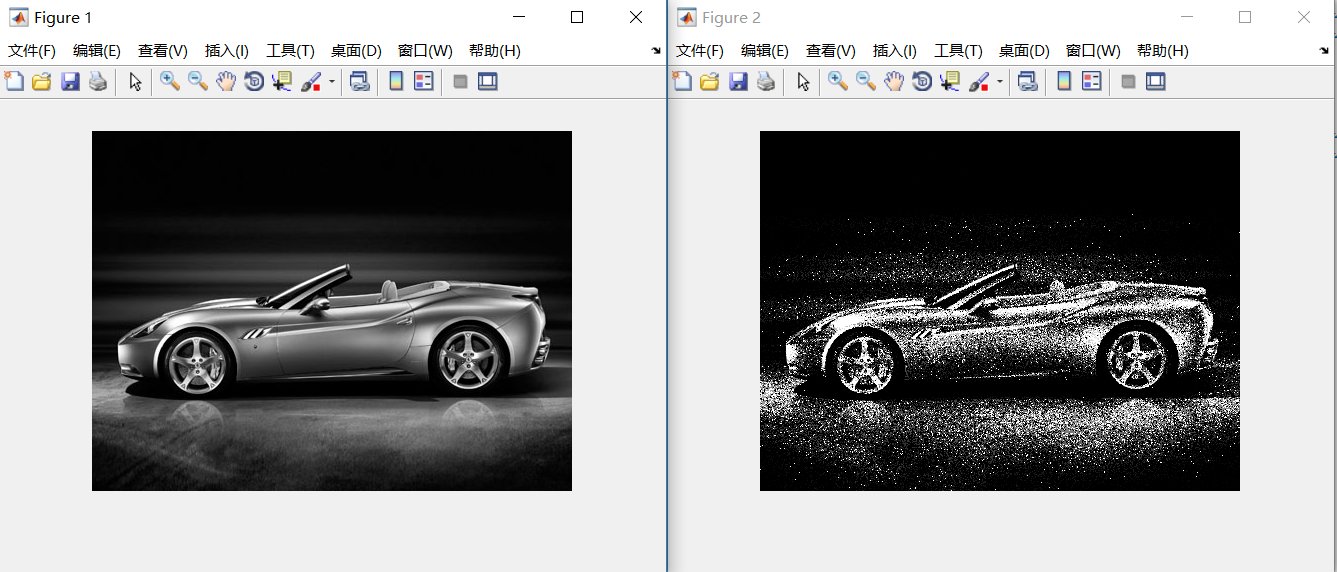 Figure 1
文件(F) 编辑(E) 查看(V) 插入(I) 工具(T) 桌面(D) 窗口(W) 帮助(H)
Figure 2
文件(F) 编辑(E) 查看(V) 插入(I) 工具(T) 桌面(D) 窗口(W) 帮助(H)